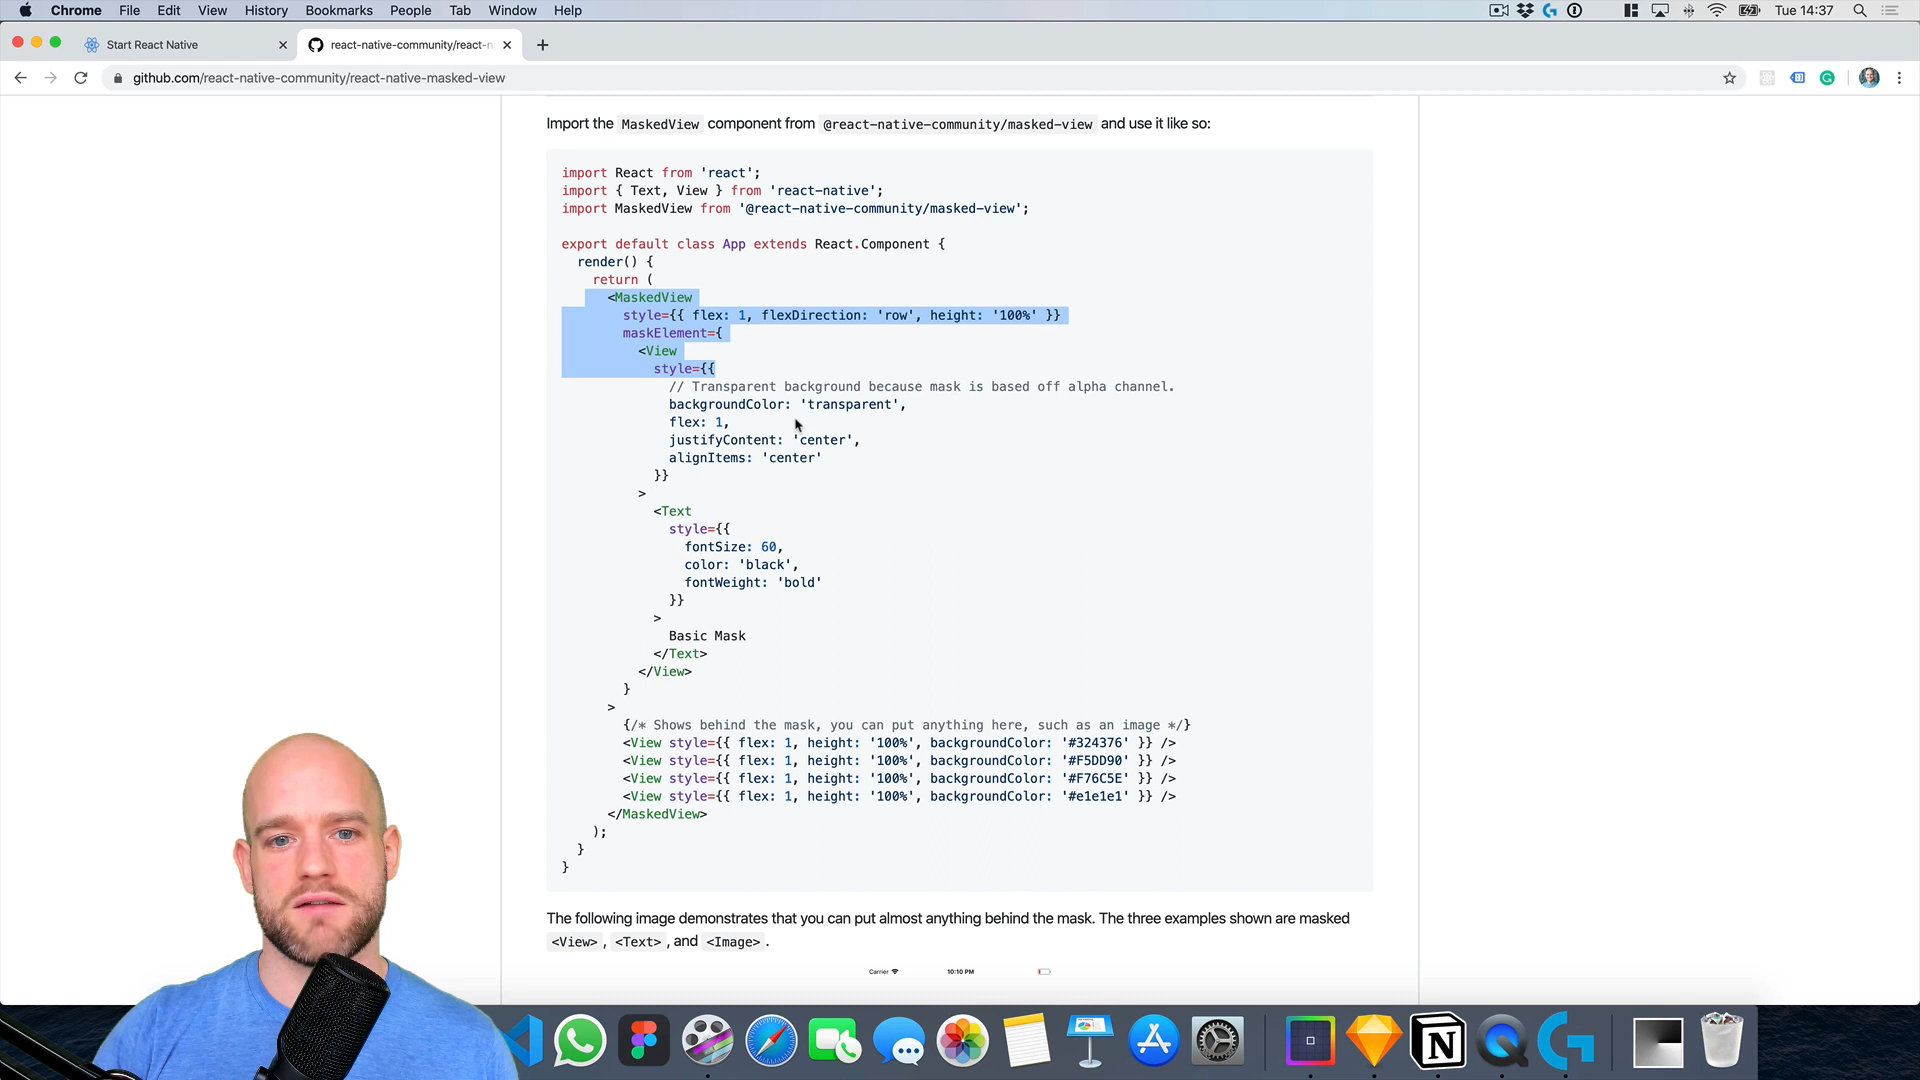 Chrome File Edit View History Bookmarks People Tab Window Help Tue 14:37
Start React Native
react-native-community/react-n
github.com/react-native-community/react-native-masked-view
Import the MaskedView component from @react-native-community/masked-view and use it like so:
import React from 'react';
import { Text, View } from 'react-native';
import MaskedView from '@react-native-community/masked-view';
export default class App extends React.Component {
render() {
return (
<MaskedView
style={{ flex: 1, flexDirection: 'row', height: '100%' }}
maskElement={
<View
style={{
// Transparent background because mask is based off alpha channel.
backgroundColor: 'transparent',
flex: 1,
justifyContent: 'center',
alignItems: 'center'
}}
>
<Text
style={{
fontSize: 60,
color: 'black',
fontWeight: 'bold'
}}
>
Basic Mask
</Text>
</View>
}
>
{/* Shows behind the mask, you can put anything here, such as an image */}
<View style={{ flex: 1, height: '100%', backgroundColor: '#324376' }} />
<View style={{ flex: 1, height: '100%', backgroundColor: '#F5DD90' }} />
<View style={{ flex: 1, height: '100%', backgroundColor: '#F76C5E' }} />
<View style={{ flex: 1, height: '100%', backgroundColor: '#e1e1e1' }} />
</MaskedView>
);
}
}
The following image demonstrates that you can put almost anything behind the mask. The three examples shown are masked
<View> , <Text> , and <Image> .
Carrier 10:10 PM